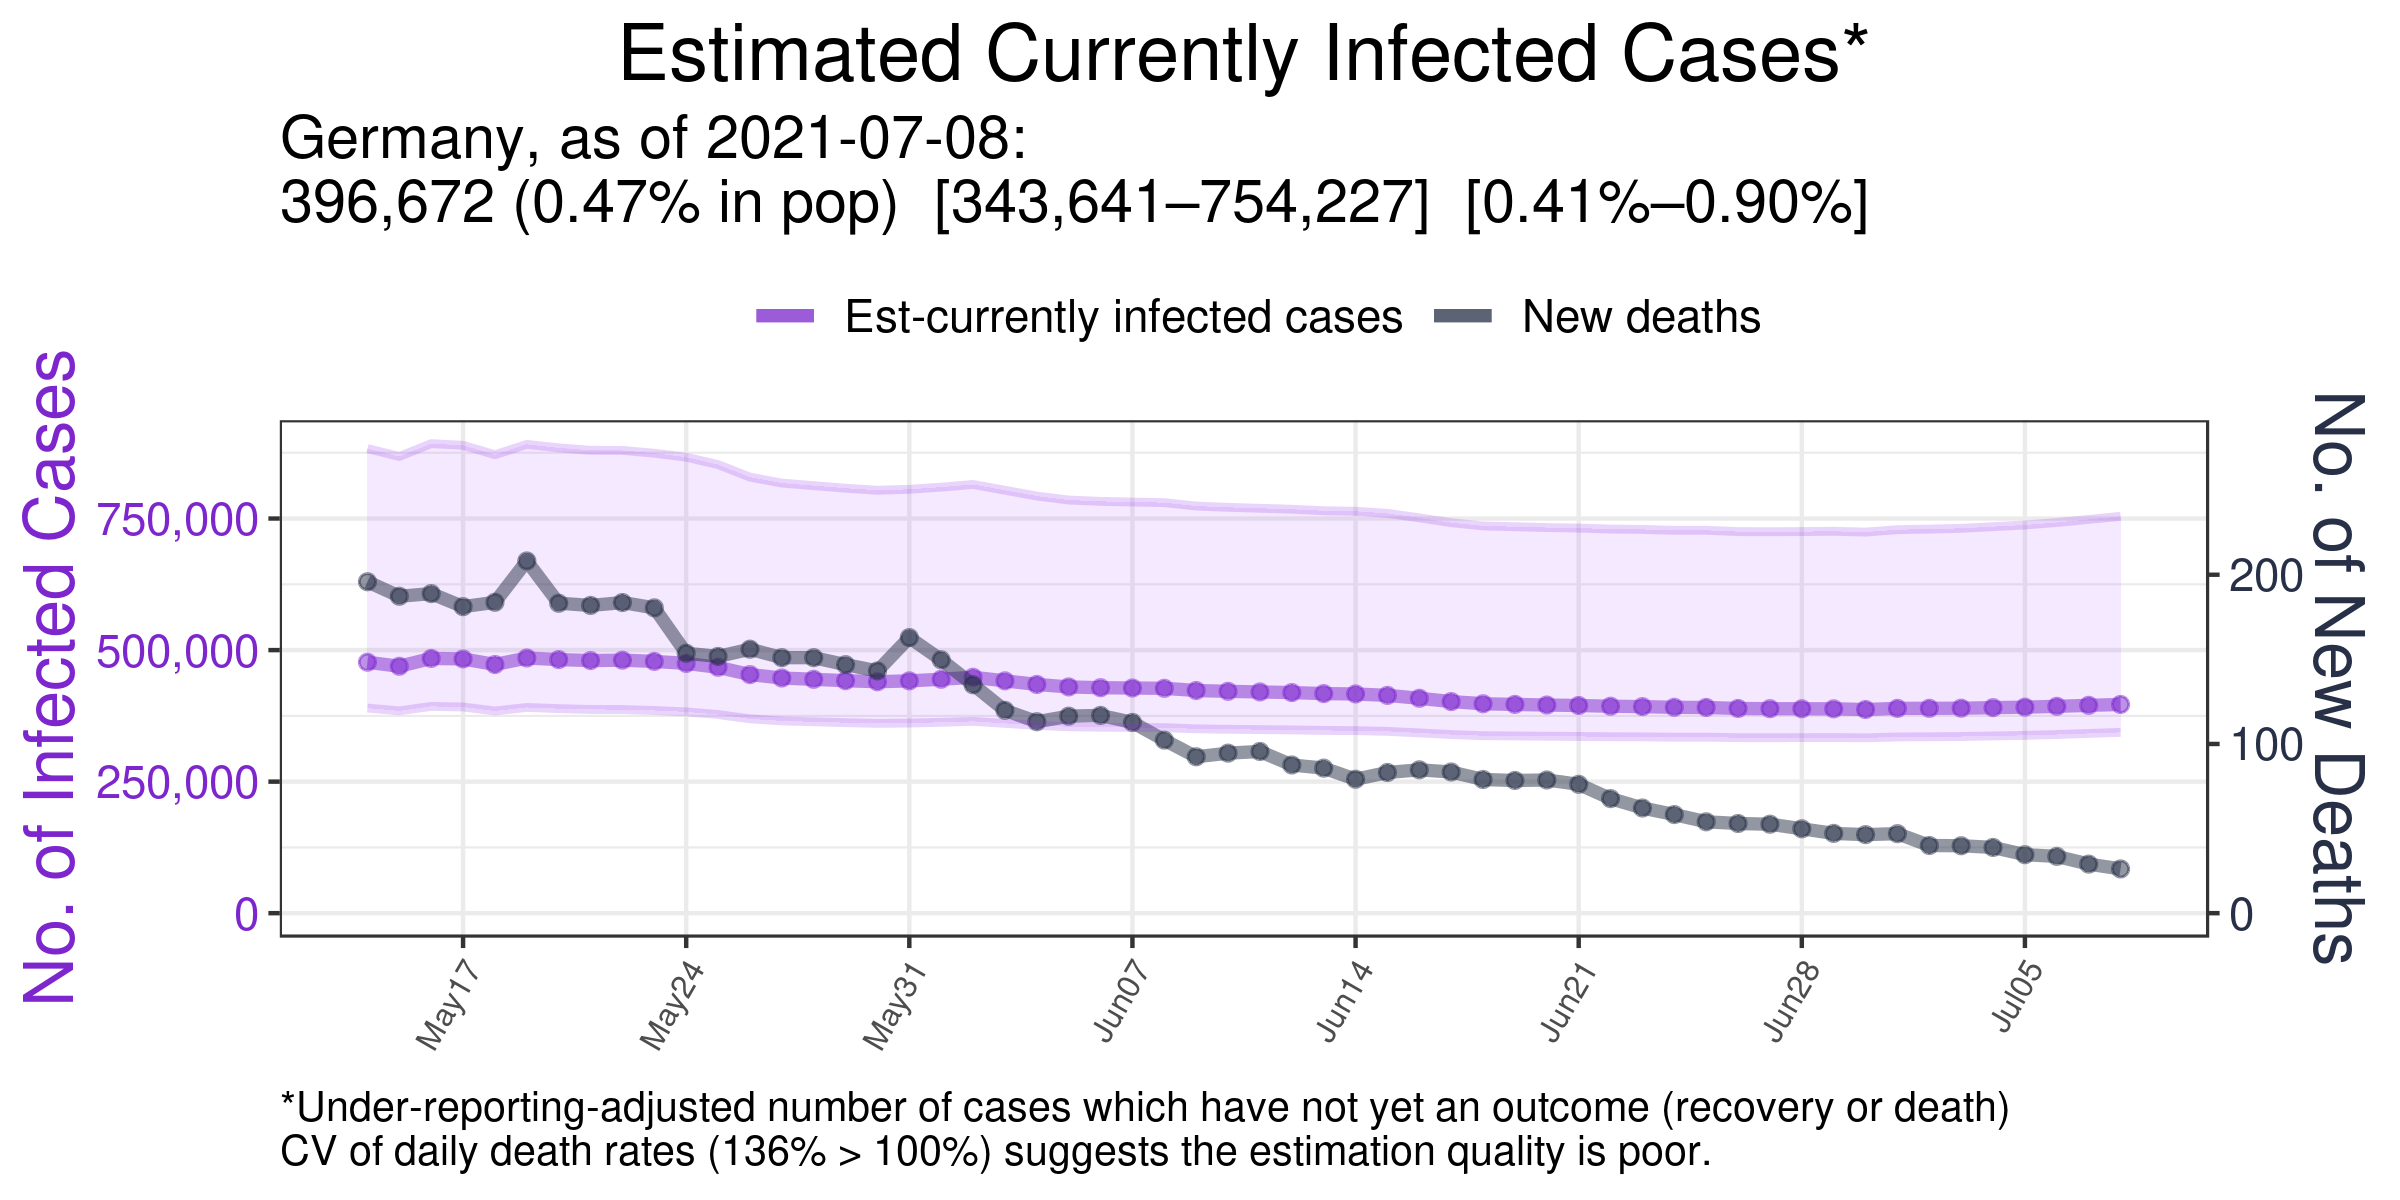 Estimated Currently Infected Cases*
Germany, as of 2021-07-08:
396,672 (0.47% in pop)  [343,641–754,227]  [0.41%–0.90%]
Est-currently infected cases
New deaths
No. of Infected Cases
750,000
500,000
250,000
0
No. of New Deaths
200
100
0
May17
May24
May31
Jun07
Jun14
Jun21
Jun28
Jul05
*Under-reporting-adjusted number of cases which have not yet an outcome (recovery or death)
CV of daily death rates (136% > 100%) suggests the estimation quality is poor.